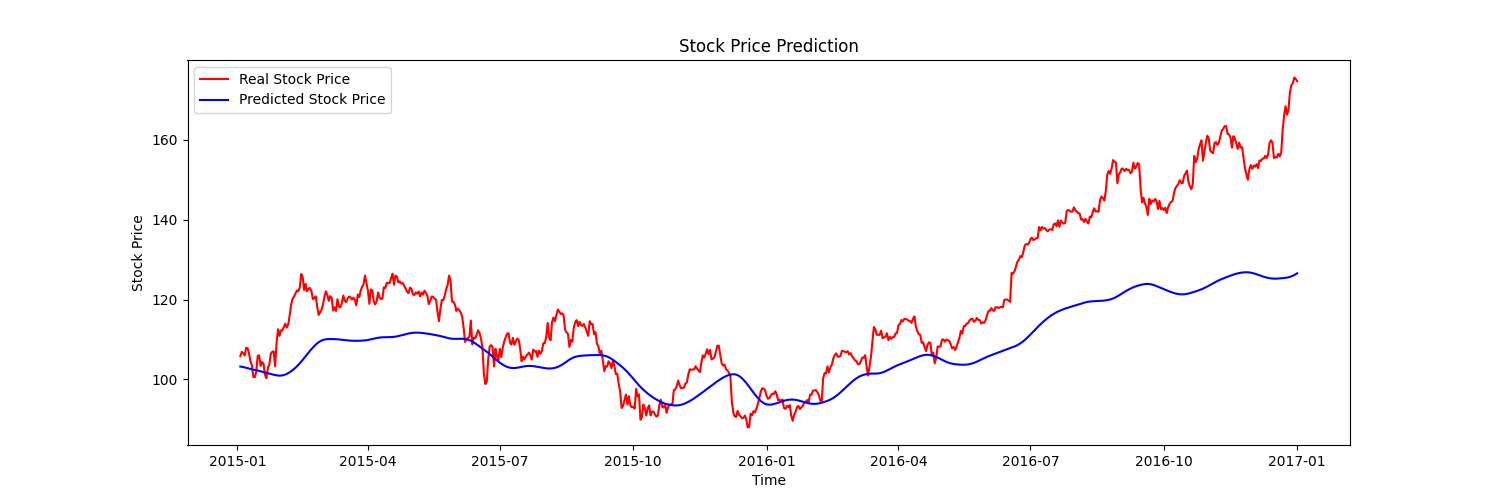 Stock Price Prediction
Real Stock Price
Predicted Stock Price
Stock Price
160
140
120
100
2015-01 2015-04 2015-07 2015-10 2016-01 2016-04 2016-07 2016-10 2017-01
Time